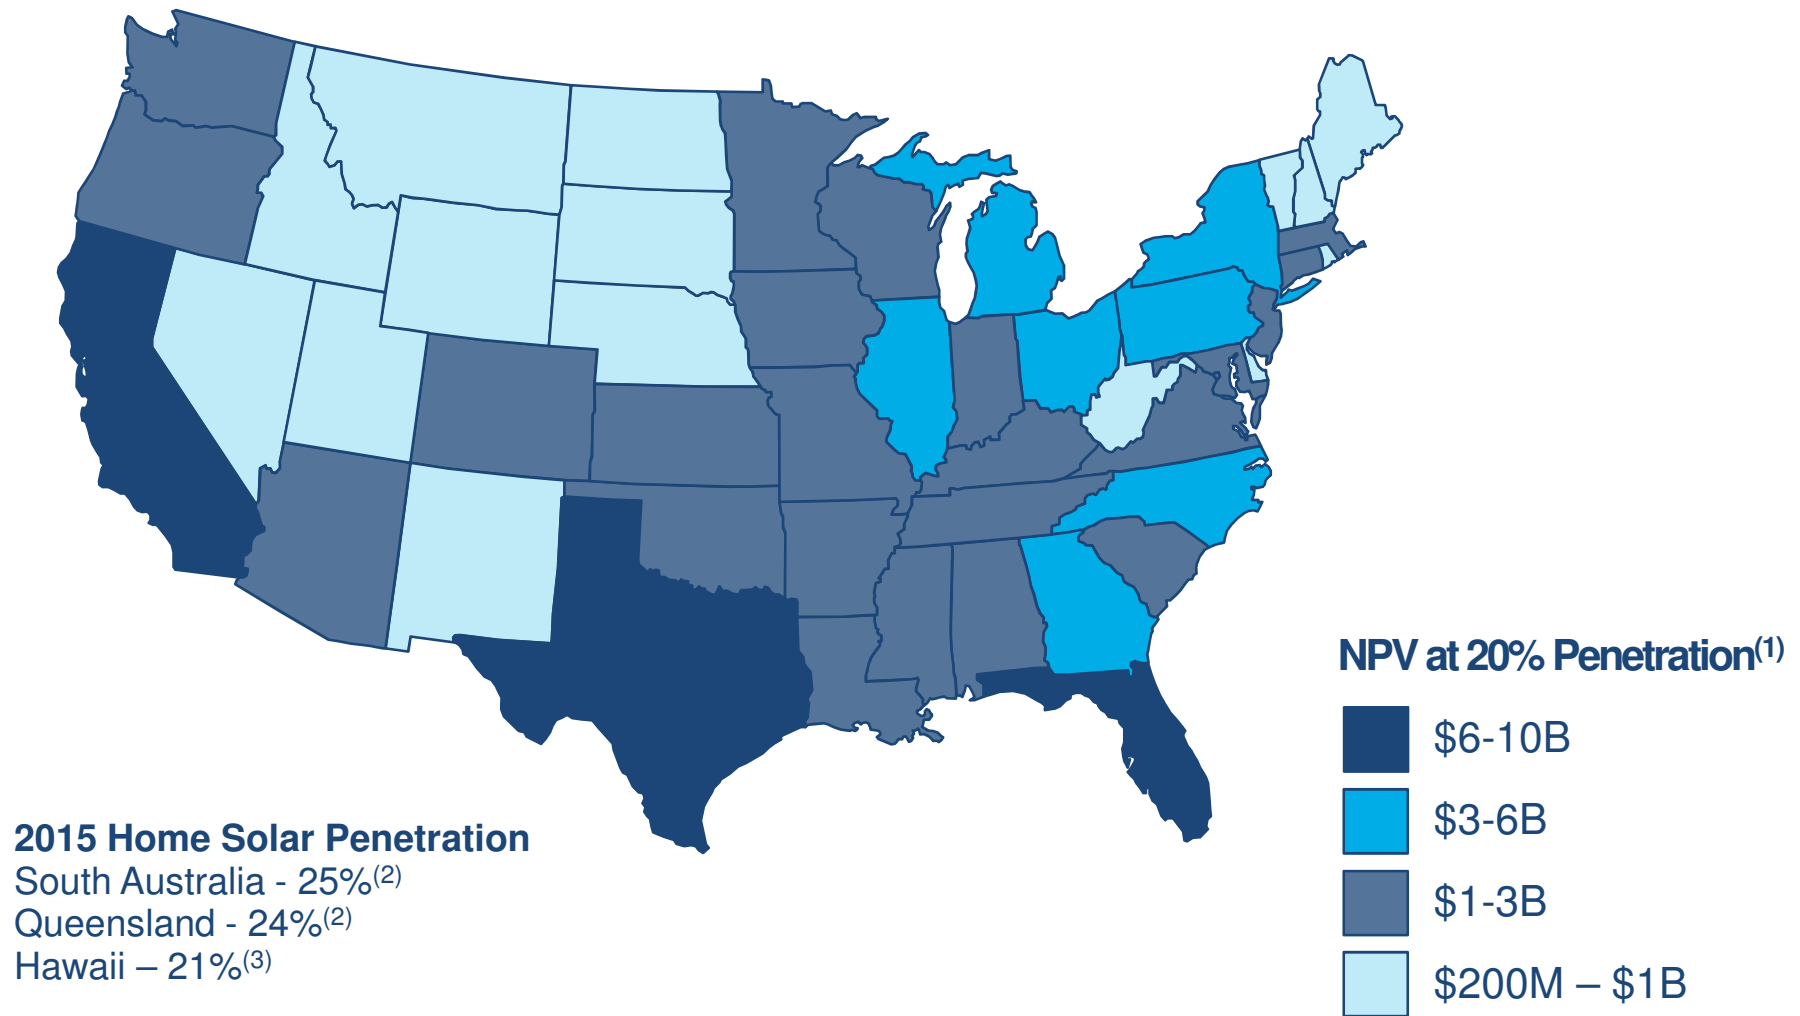 NPV at 20% Penetration(1)
$6-10B
$3-6B
$1-3B
$200M – $1B
2015 Home Solar Penetration
South Australia - 25%(2)
Queensland - 24%(2)
Hawaii – 21%(3)